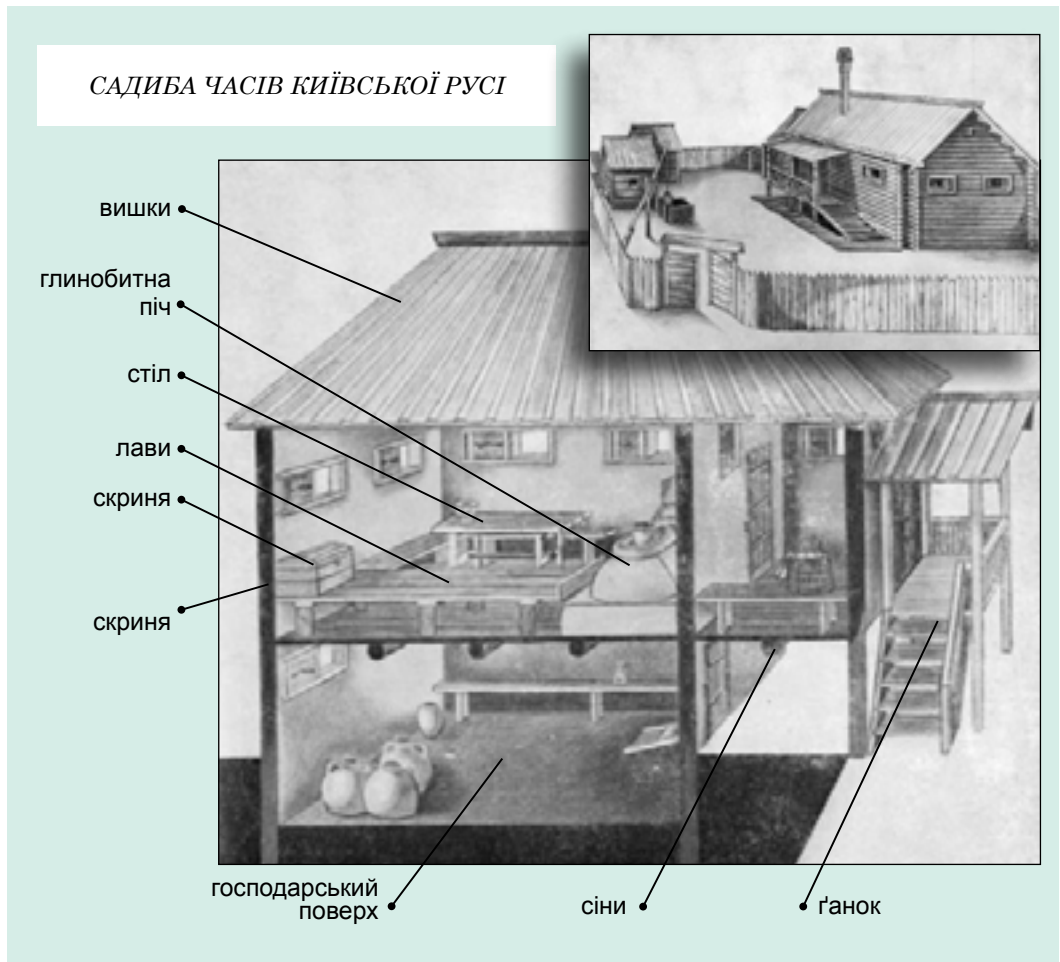 САДИБА ЧАСІВ КИЇВСЬКОЇ РУСІ
вишки
глинобитна
піч
стіл
лави
скриня
скриня
господарський
поверх
сіни
ґанок